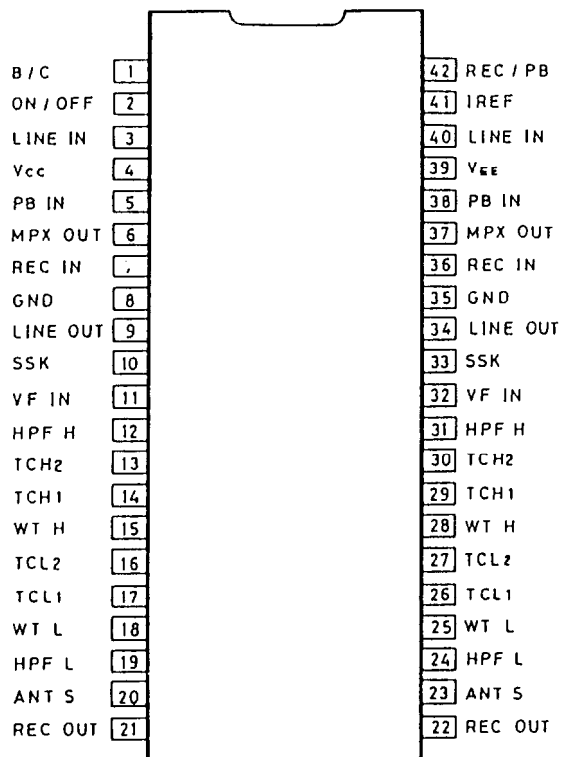 B/C 1 42 REC/PB
ON/OFF 2 41 IREF
LINE IN 3 40 LINE IN
Vcc 4 39 VEE
PB IN 5 38 PB IN
MPX OUT 6 37 MPX OUT
REC IN 36 REC IN
GND 8 35 GND
LINE OUT 9 34 LINE OUT
SSK 10 33 SSK
VF IN 11 32 VF IN
HPF H 12 31 HPF H
TCH2 13 30 TCH2
TCH1 14 29 TCH1
WT H 15 28 WT H
TCL2 16 27 TCL2
TCL1 17 26 TCL1
WT L 18 25 WT L
HPF L 19 24 HPF L
ANT S 20 23 ANT S
REC OUT 21 22 REC OUT